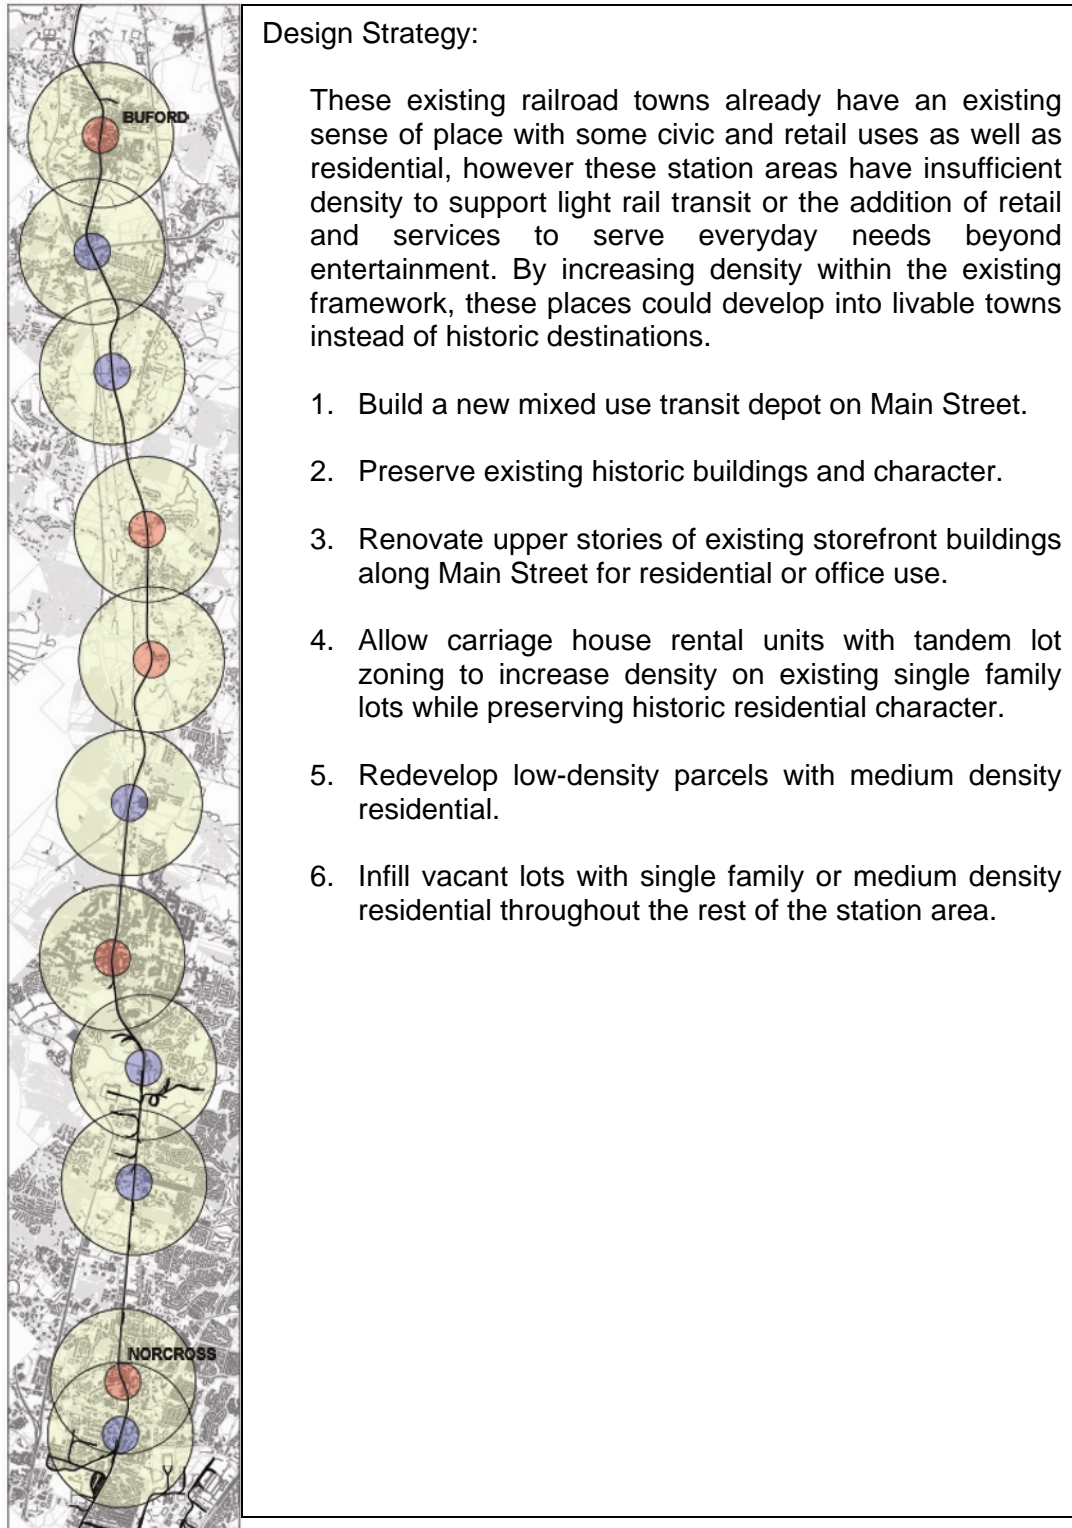 BUFORD
NORCROSS
Design Strategy:
These existing railroad towns already have an existing
sense of place with some civic and retail uses as well as
residential, however these station areas have insufficient
density to support light rail transit or the addition of retail
and services to serve everyday needs beyond
entertainment. By increasing density within the existing
framework, these places could develop into livable towns
instead of historic destinations.
1. Build a new mixed use transit depot on Main Street.
2. Preserve existing historic buildings and character.
3. Renovate upper stories of existing storefront buildings
along Main Street for residential or office use.
4. Allow carriage house rental units with tandem lot
zoning to increase density on existing single family
lots while preserving historic residential character.
5. Redevelop low-density parcels with medium density
residential.
6. Infill vacant lots with single family or medium density
residential throughout the rest of the station area.